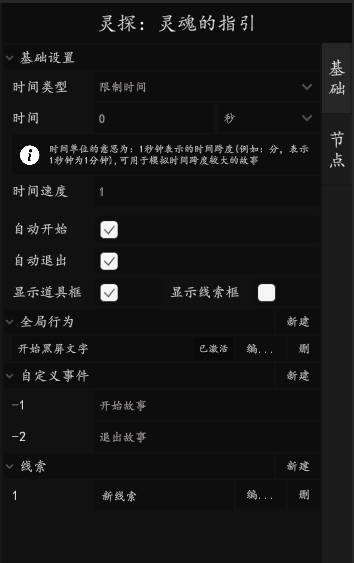 灵探：灵魂的指引
基础设置
基础
时间类型 限制时间
时间 0 秒
节点
时间单位的意思为：1秒钟表示的时间跨度(例如：分，表示
1秒钟为1分钟)，可用于模拟时间跨度较大的故事
时间速度 1
自动开始
自动退出
显示道具框 显示线索框
全局行为 新建
开始黑屏文字 已激活 编... 删
自定义事件 新建
-1 开始故事
-2 退出故事
线索 新建
1 新线索 编... 删